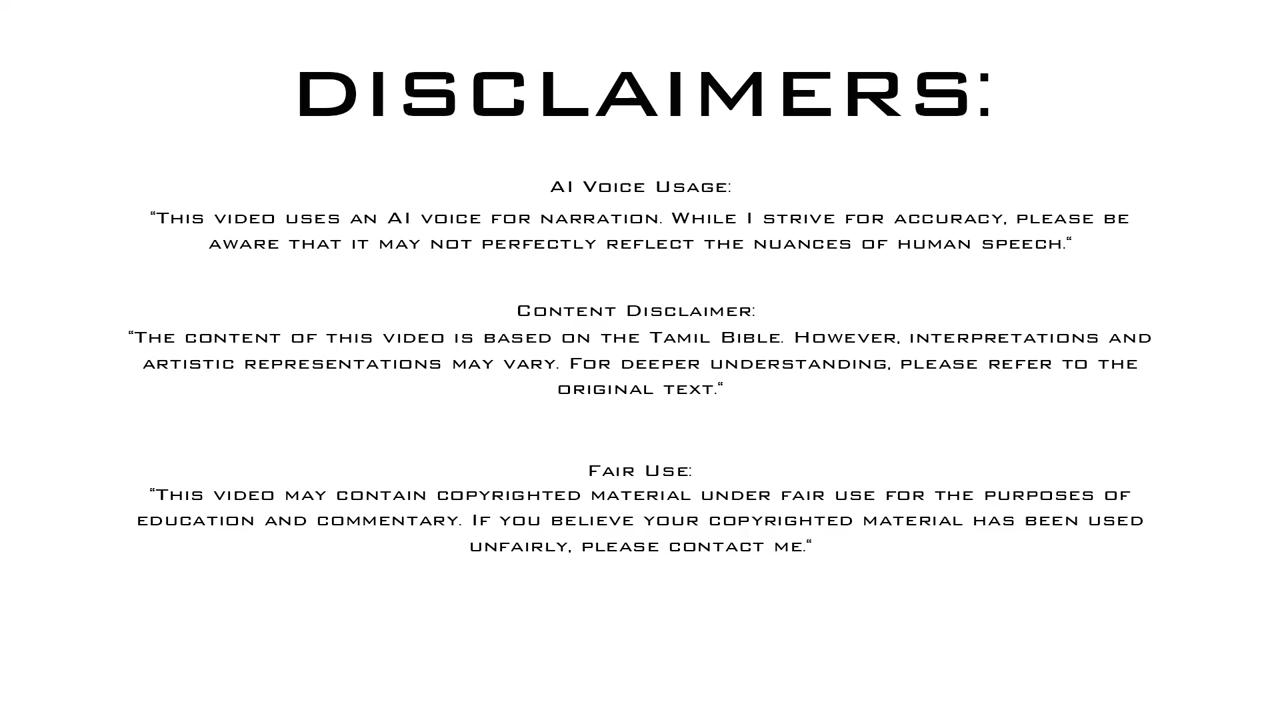 DISCLAIMERS:
AI Voice Usage:
“This video uses an AI voice for narration. While I strive for accuracy, please be
aware that it may not perfectly reflect the nuances of human speech.“
Content Disclaimer:
“The content of this video is based on the Tamil Bible. However, interpretations and
artistic representations may vary. For deeper understanding, please refer to the
original text.“
Fair Use:
“This video may contain copyrighted material under fair use for the purposes of
education and commentary. If you believe your copyrighted material has been used
unfairly, please contact me.“